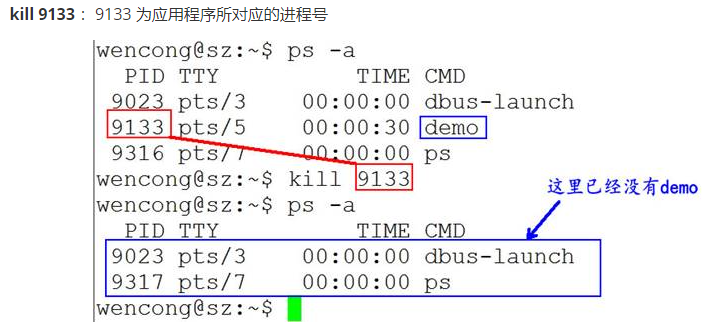 kill 9133 ： 9133 为应用程序所对应的进程号
wencong@sz:~$ ps -a
PID TTY TIME CMD
9023 pts/3 00:00:00 dbus-launch
9133 pts/5 00:00:30 demo
9316 pts/7 00:00:00 ps
wencong@sz:~$ kill 9133
wencong@sz:~$ ps -a
这里已经没有demo
PID TTY TIME CMD
9023 pts/3 00:00:00 dbus-launch
9317 pts/7 00:00:00 ps
wencong@sz:~$